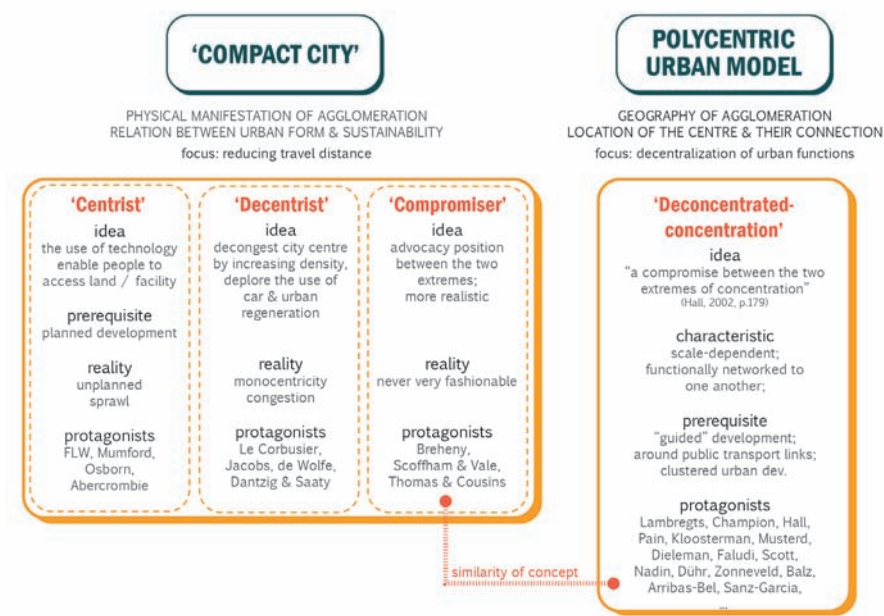 'COMPACT CITY'
PHYSICAL MANIFESTATION OF AGGLOMERATION
RELATION BETWEEN URBAN FORM & SUSTAINABILITY
focus: reducing travel distance
'Centrist'
idea
the use of technology
enable people to
access land / facility
prerequisite
planned development
reality
unplanned
sprawl
protagonists
FLW, Mumford,
Osborn,
Abercrombie
'Decentrist'
idea
decongest city centre
by increasing density,
deplore the use of
car & urban
regeneration
reality
monocentricity
congestion
protagonists
Le Corbusier,
Jacobs, de Wolfe,
Dantzig & Saaty
'Compromiser'
idea
advocacy position
between the two
extremes;
more realistic
reality
never very fashionable
protagonists
Breheny,
Scoffham & Vale,
Thomas & Cousins
similarity of concept
POLYCENTRIC
URBAN MODEL
GEOGRAPHY OF AGGLOMERATION
LOCATION OF THE CENTRE & THEIR CONNECTION
focus: decentralization of urban functions
'Deconcentrated-
concentration'
idea
"a compromise between the two
extremes of concentration"
(Hall, 2002, p.179)
characteristic
scale-dependent;
functionally networked to
one another;
prerequisite
"guided" development;
around public transport links;
clustered urban dev.
protagonists
Lambregts, Champion, Hall,
Pain, Kloosterman, Musterd,
Dieleman, Faludi, Scott,
Nadin, Dühr, Zonneveld, Balz,
Arribas-Bel, Sanz-Garcia,
...